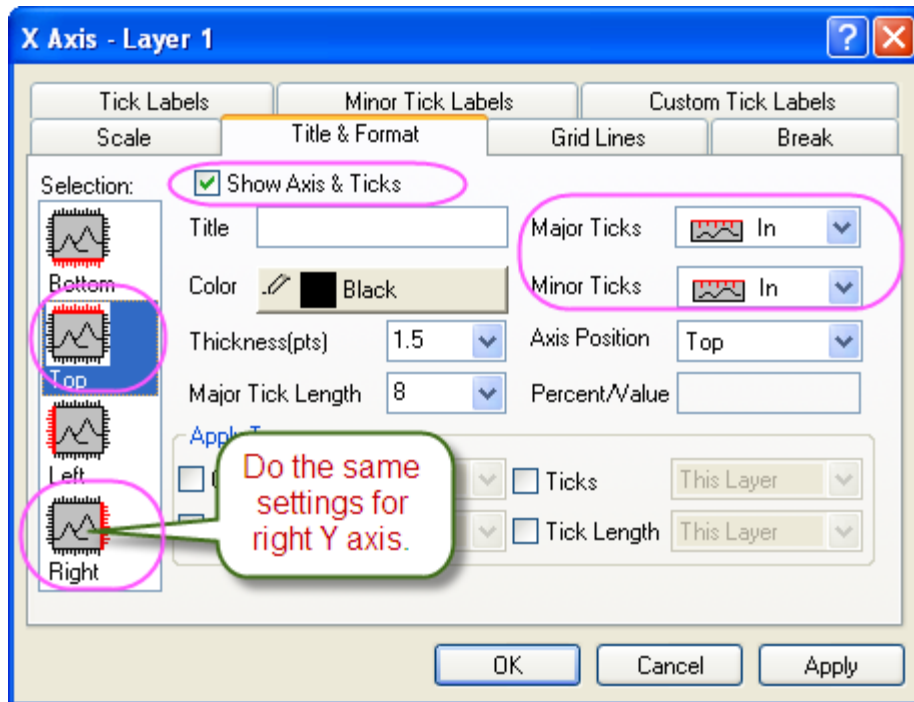 X Axis - Layer 1
Tick Labels
Minor Tick Labels
Custom Tick Labels
Scale
Title & Format
Grid Lines
Break
Selection:
Show Axis & Ticks
Bottom
Top
Left
Right
Title
Major Ticks
In
Color
Black
Minor Ticks
In
Thickness(pts)
1.5
Axis Position
Top
Major Tick Length
8
Percent/Value
Do the same
settings for
right Y axis.
Ticks
This Layer
Tick Length
This Layer
OK
Cancel
Apply